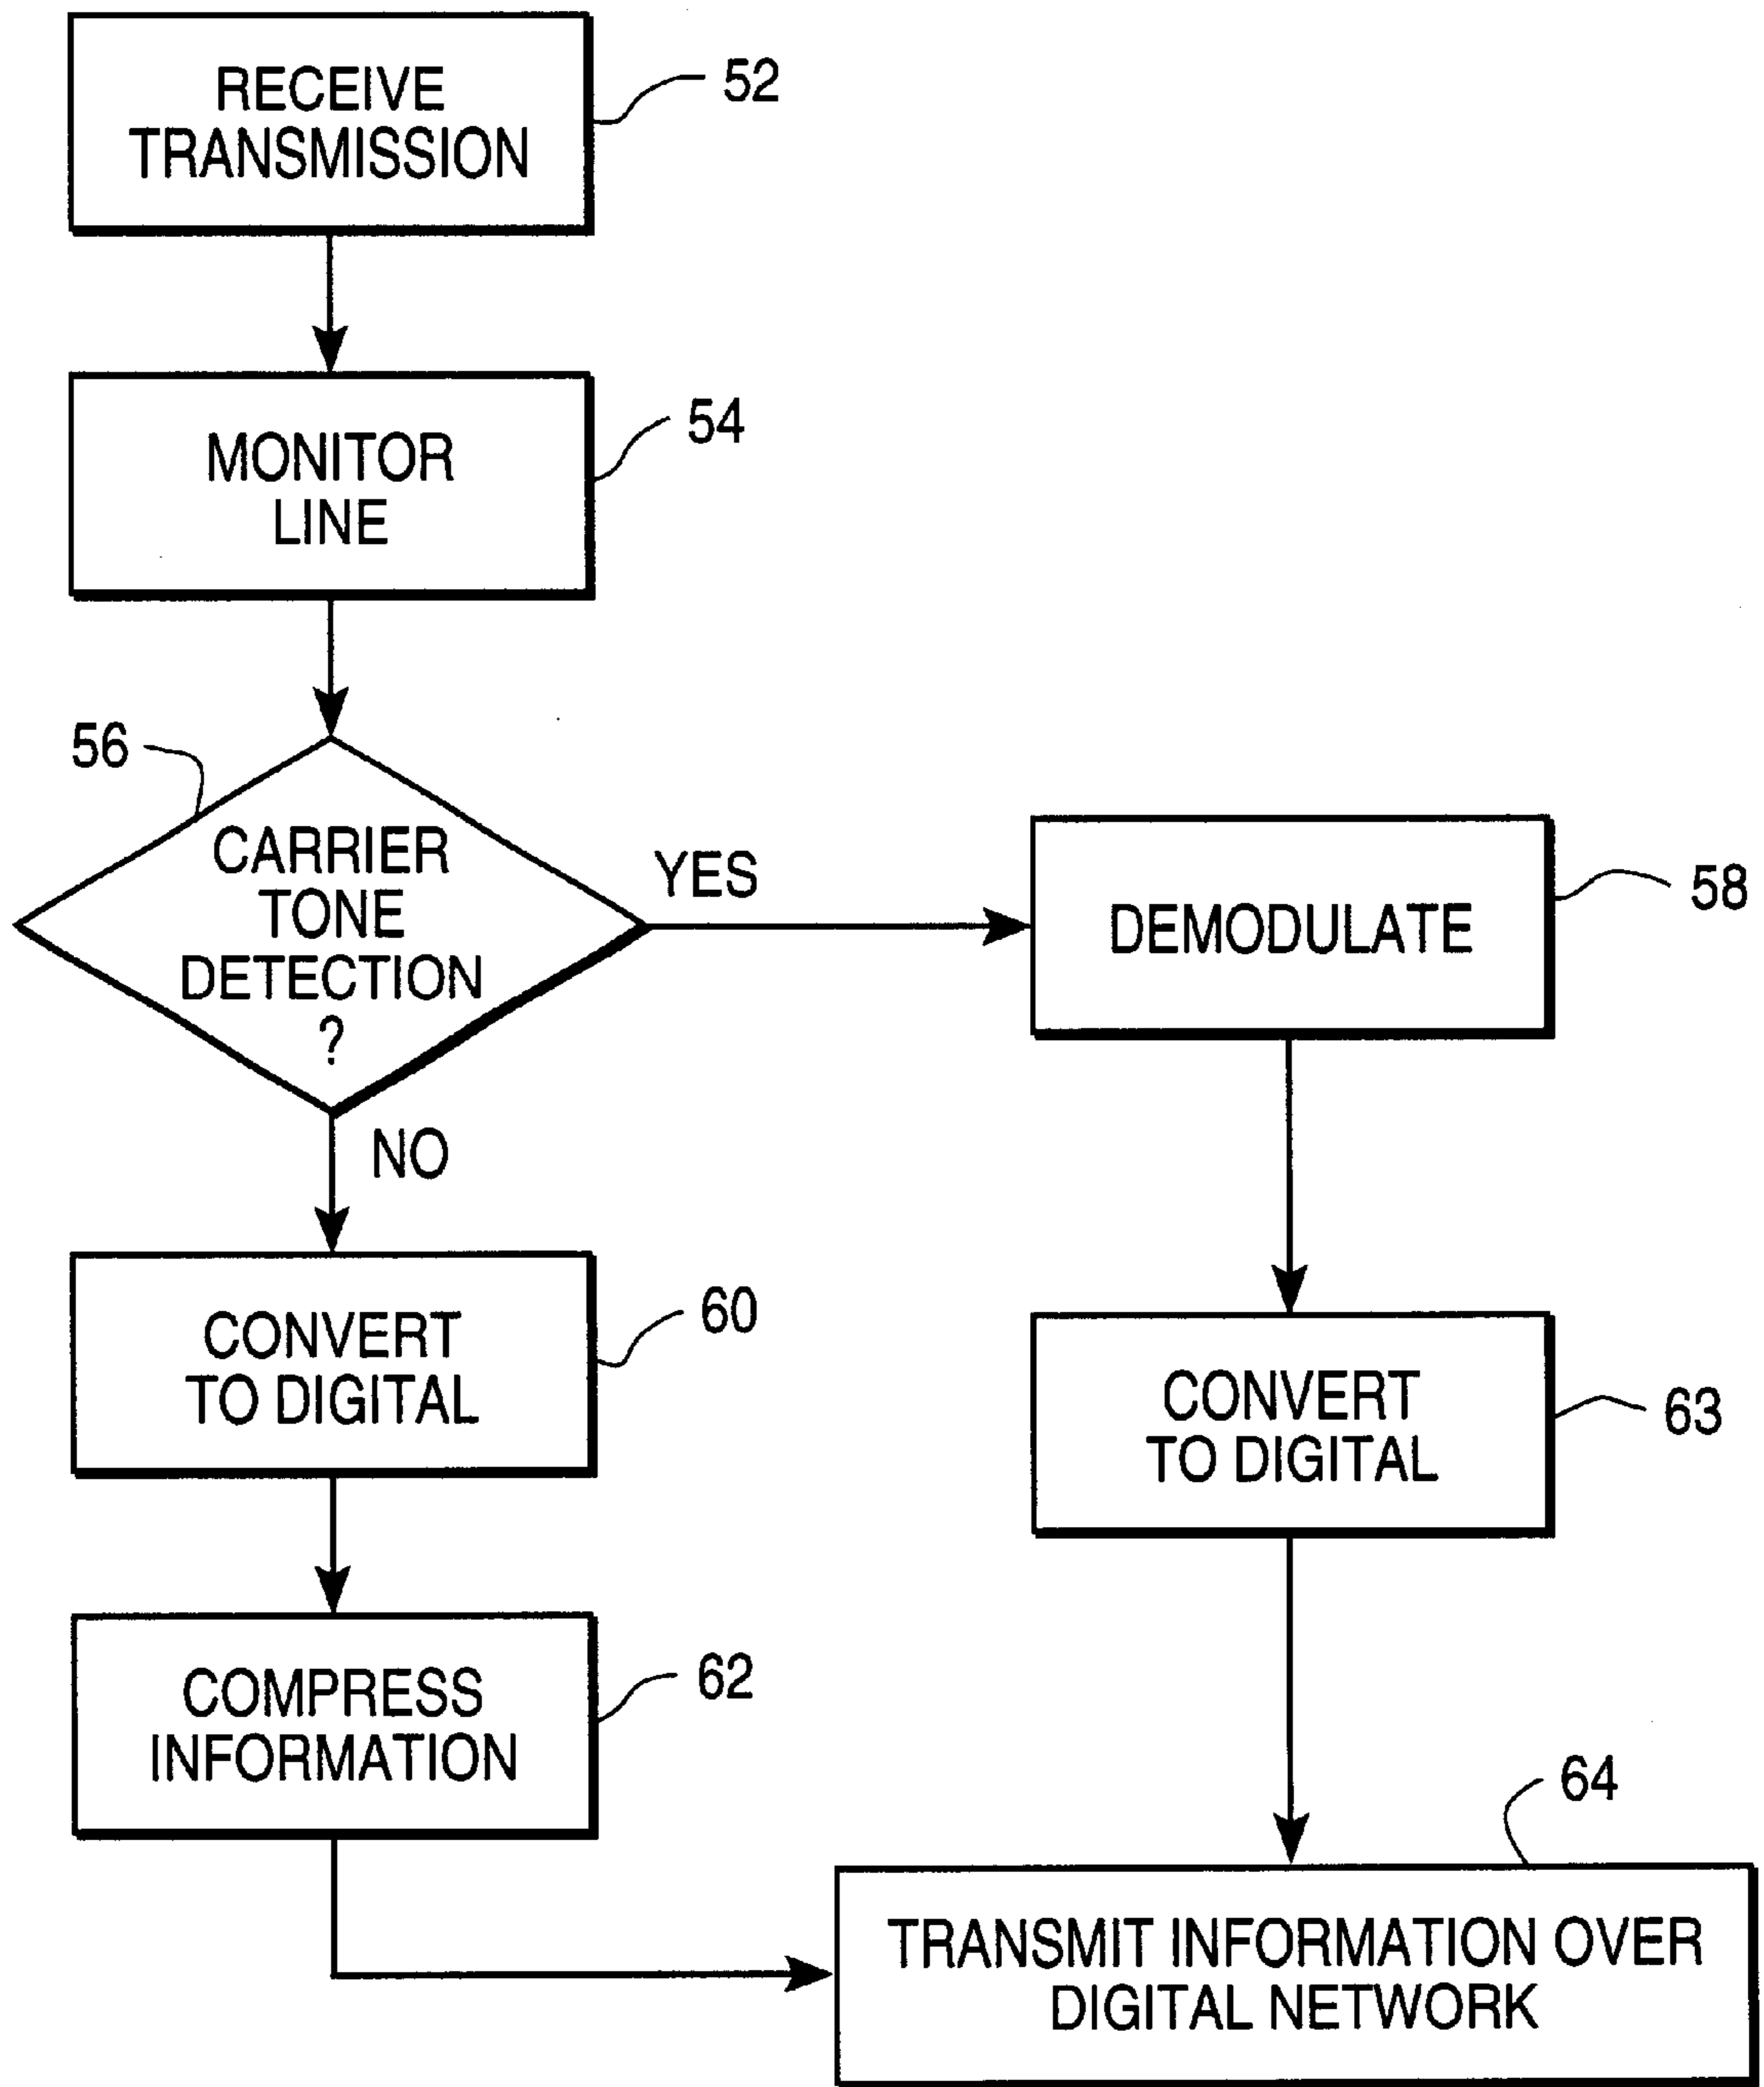 RECEIVE
TRANSMISSION
52
MONITOR
LINE
54
56
CARRIER
TONE
DETECTION
?
YES
NO
DEMODULATE
58
CONVERT
TO DIGITAL
60
CONVERT
TO DIGITAL
63
COMPRESS
INFORMATION
62
64
TRANSMIT INFORMATION OVER
DIGITAL NETWORK